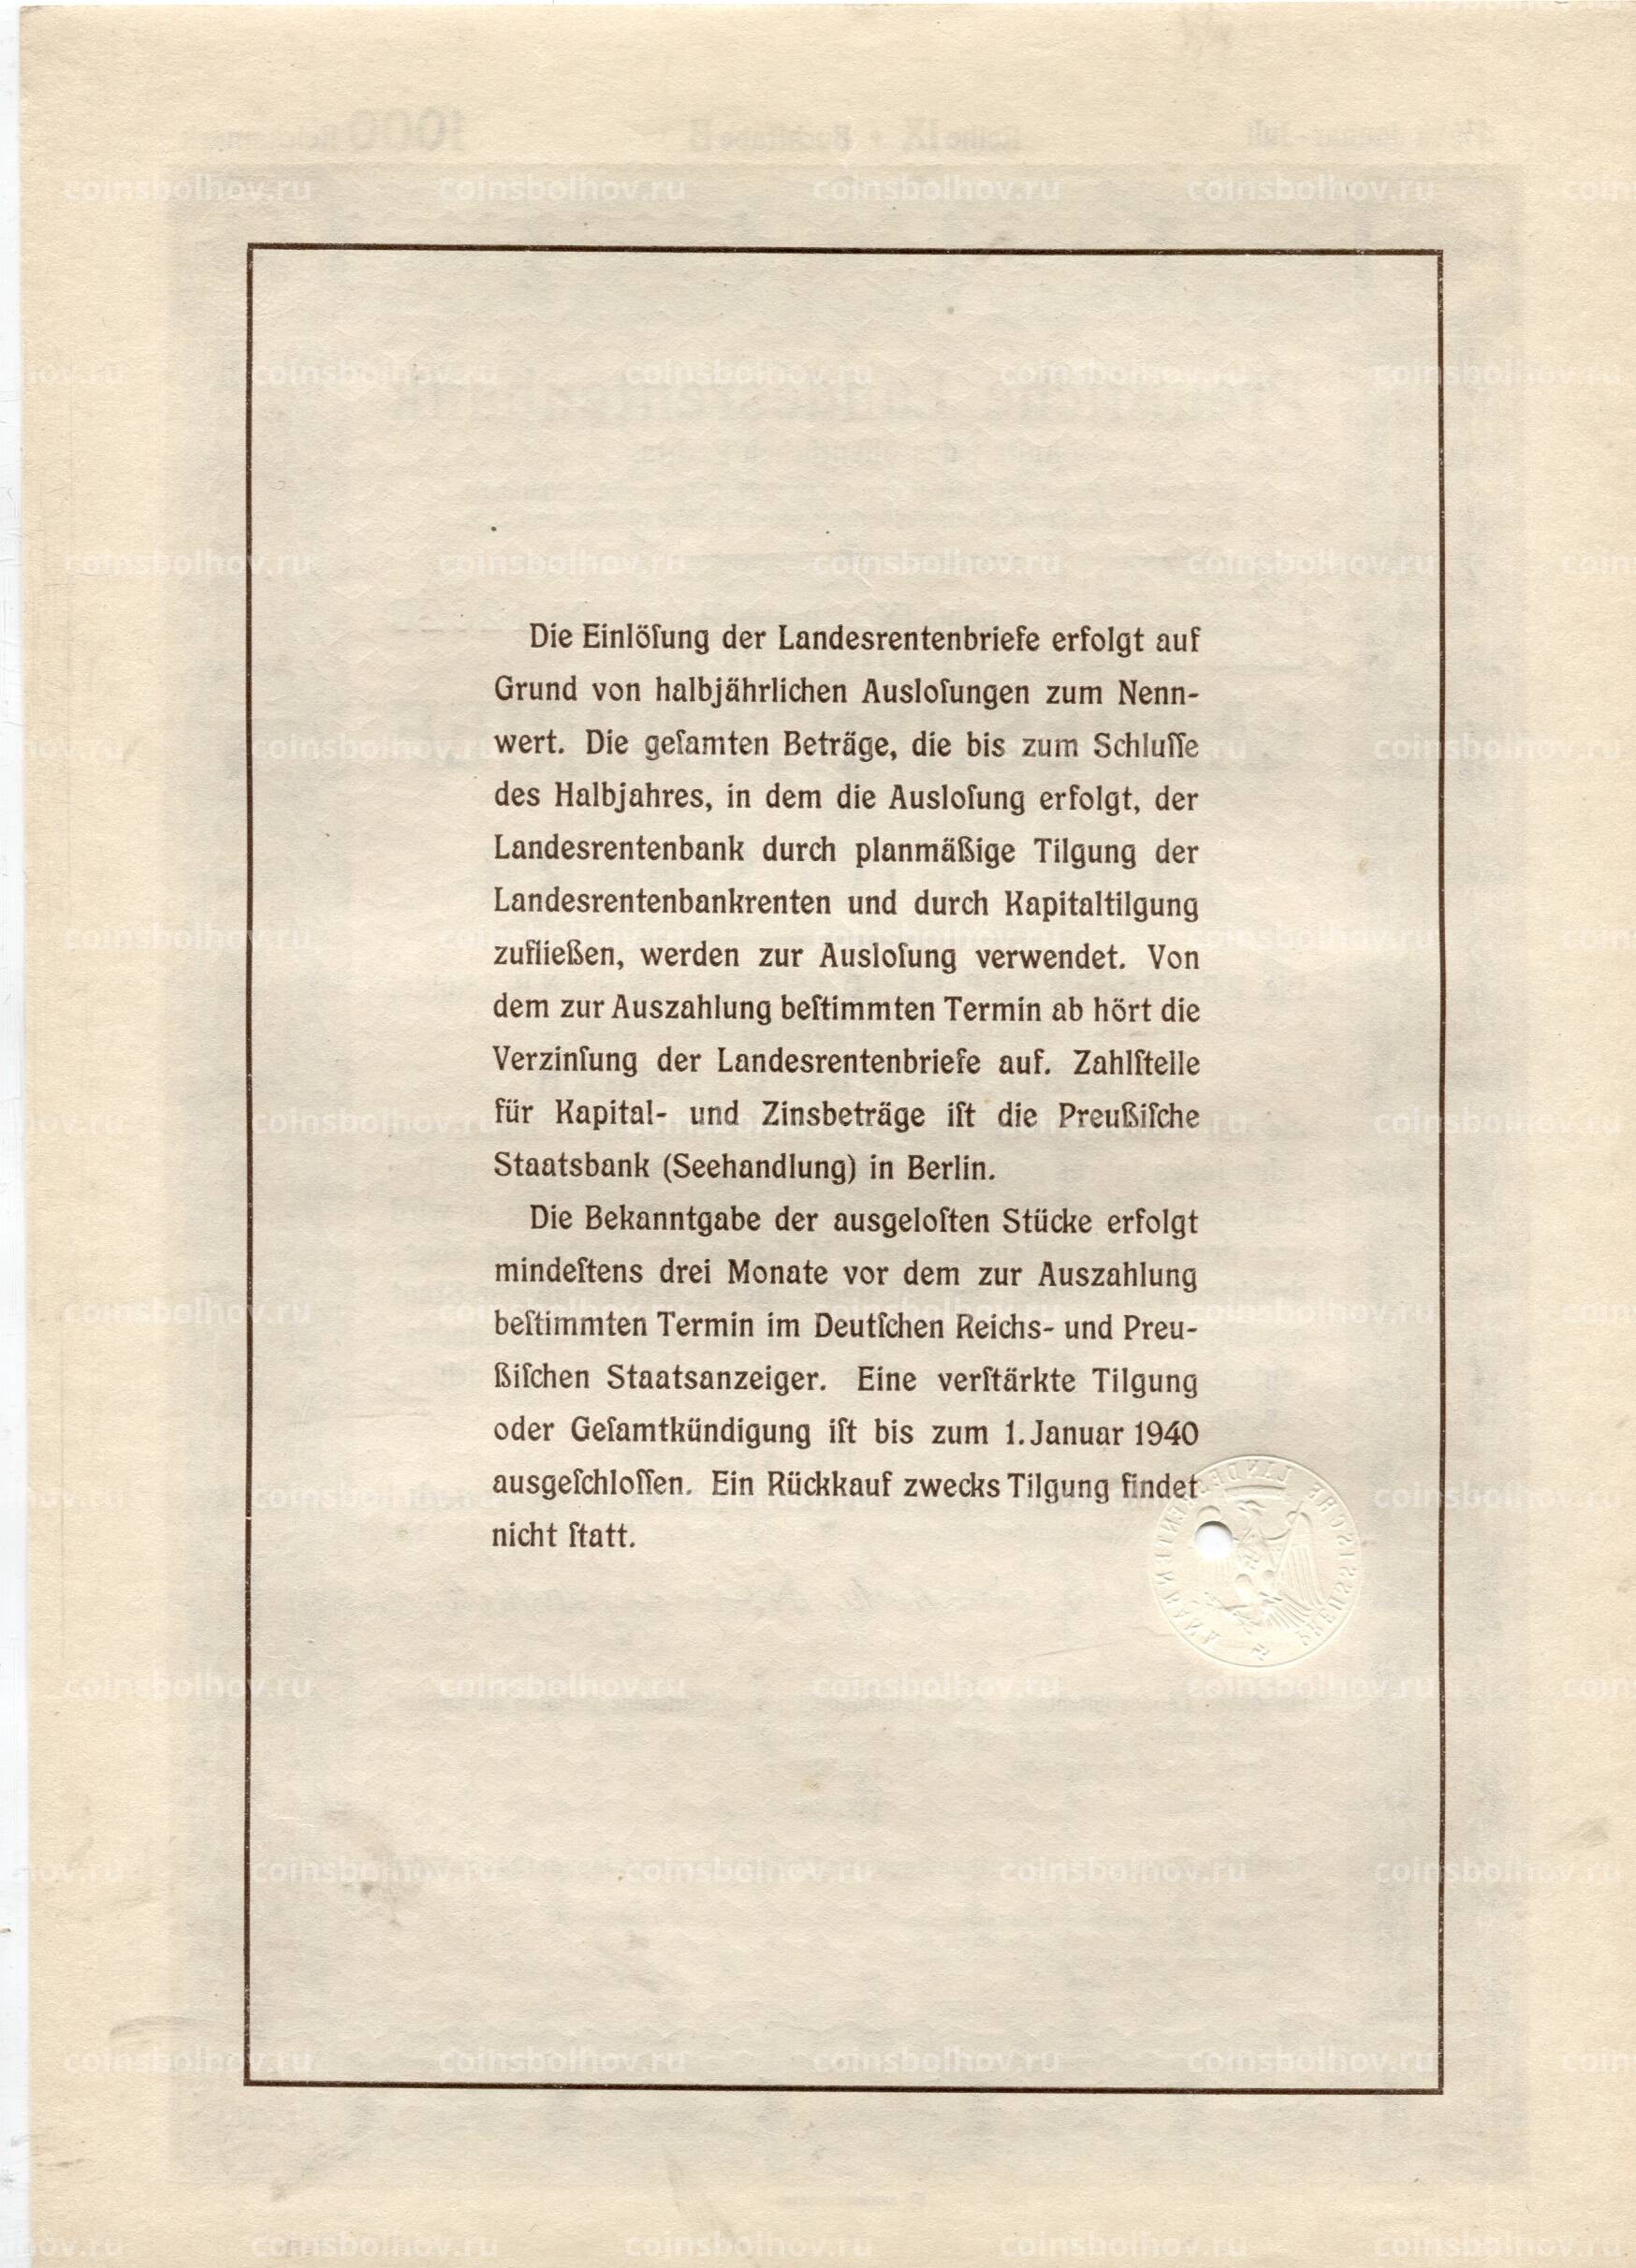 Die Einlöſung der Landesrentenbriefe erfolgt auf
Grund von halbjährlichen Ausloſungen zum Nenn-
wert. Die geſamten Beträge, die bis zum Schluſſe
des Halbjahres, in dem die Ausloſung erfolgt, der
Landesrentenbank durch planmäßige Tilgung der
Landesrentenbankrenten und durch Kapitaltilgung
zufließen, werden zur Ausloſung verwendet. Von
dem zur Auszahlung beſtimmten Termin ab hört die
Verzinſung der Landesrentenbriefe auf. Zahlſtelle
für Kapital- und Zinsbeträge iſt die Preußiſche
Staatsbank (Seehandlung) in Berlin.
Die Bekanntgabe der ausgeloſten Stücke erfolgt
mindeſtens drei Monate vor dem zur Auszahlung
beſtimmten Termin im Deutſchen Reichs- und Preu-
ßiſchen Staatsanzeiger. Eine verſtärkte Tilgung
oder Geſamtkündigung iſt bis zum 1. Januar 1940
ausgeſchloſſen. Ein Rückkauf zwecks Tilgung findet
nicht ſtatt.
coinsbolhov.ru